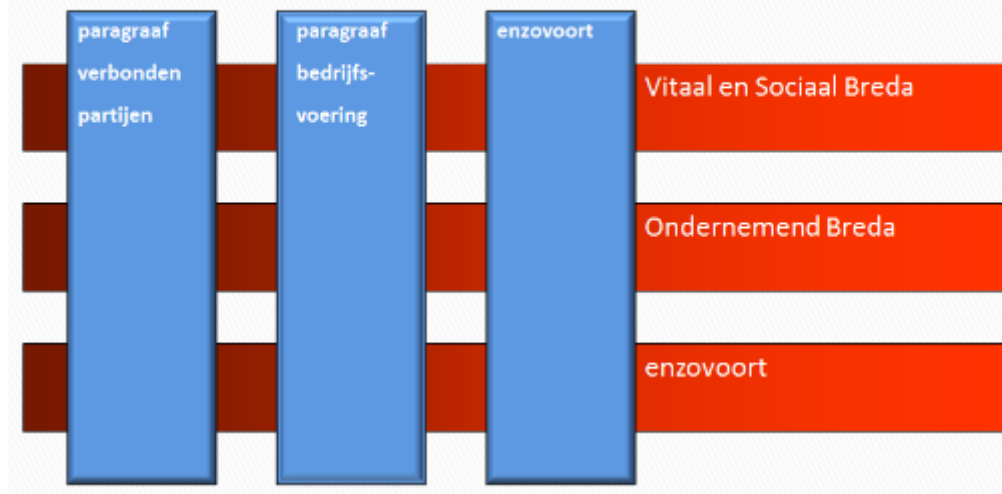 paragraaf
verbonden
partijen
paragraaf
bedrijfs-
voering
enzovoort
Vitaal en Sociaal Breda
Ondernemend Breda
enzovoort